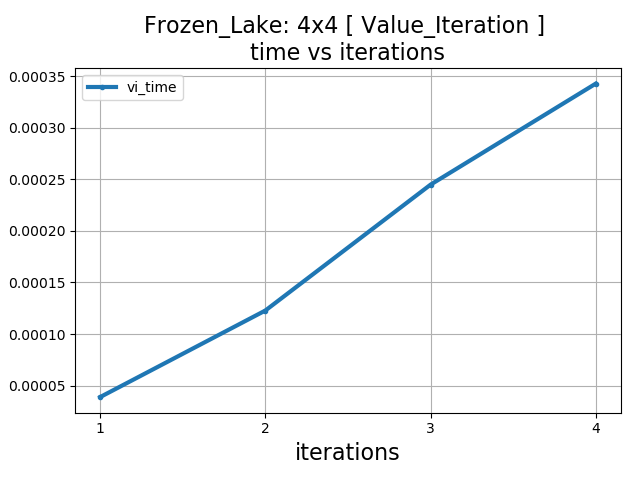 Frozen_Lake: 4x4 [ Value_Iteration ]
time vs iterations
vi_time
0.00035
0.00030
0.00025
0.00020
0.00015
0.00010
0.00005
1 2 3 4
iterations